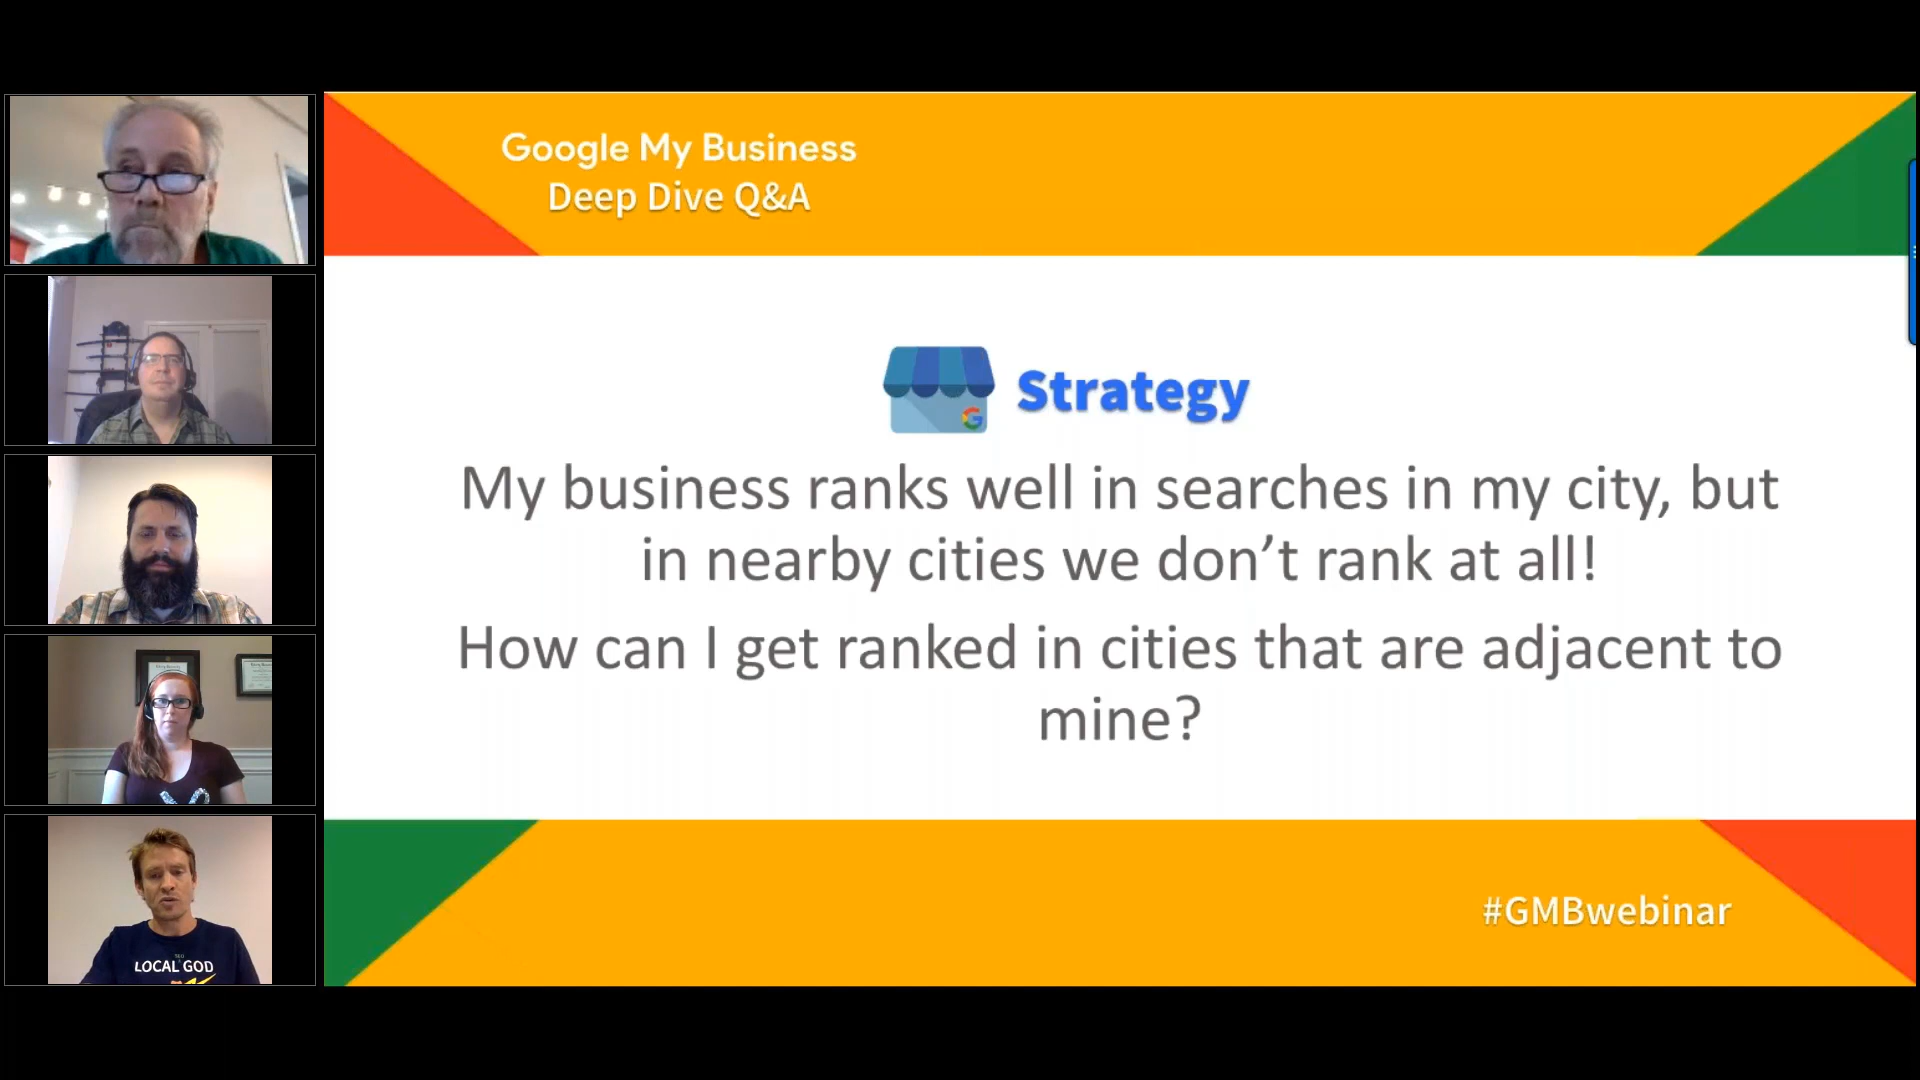 Google My Business
Deep Dive Q&A
Strategy
My business ranks well in searches in my city, but
in nearby cities we don’t rank at all!
How can I get ranked in cities that are adjacent to
mine?
#GMBwebinar
SEO
LOCAL GOD